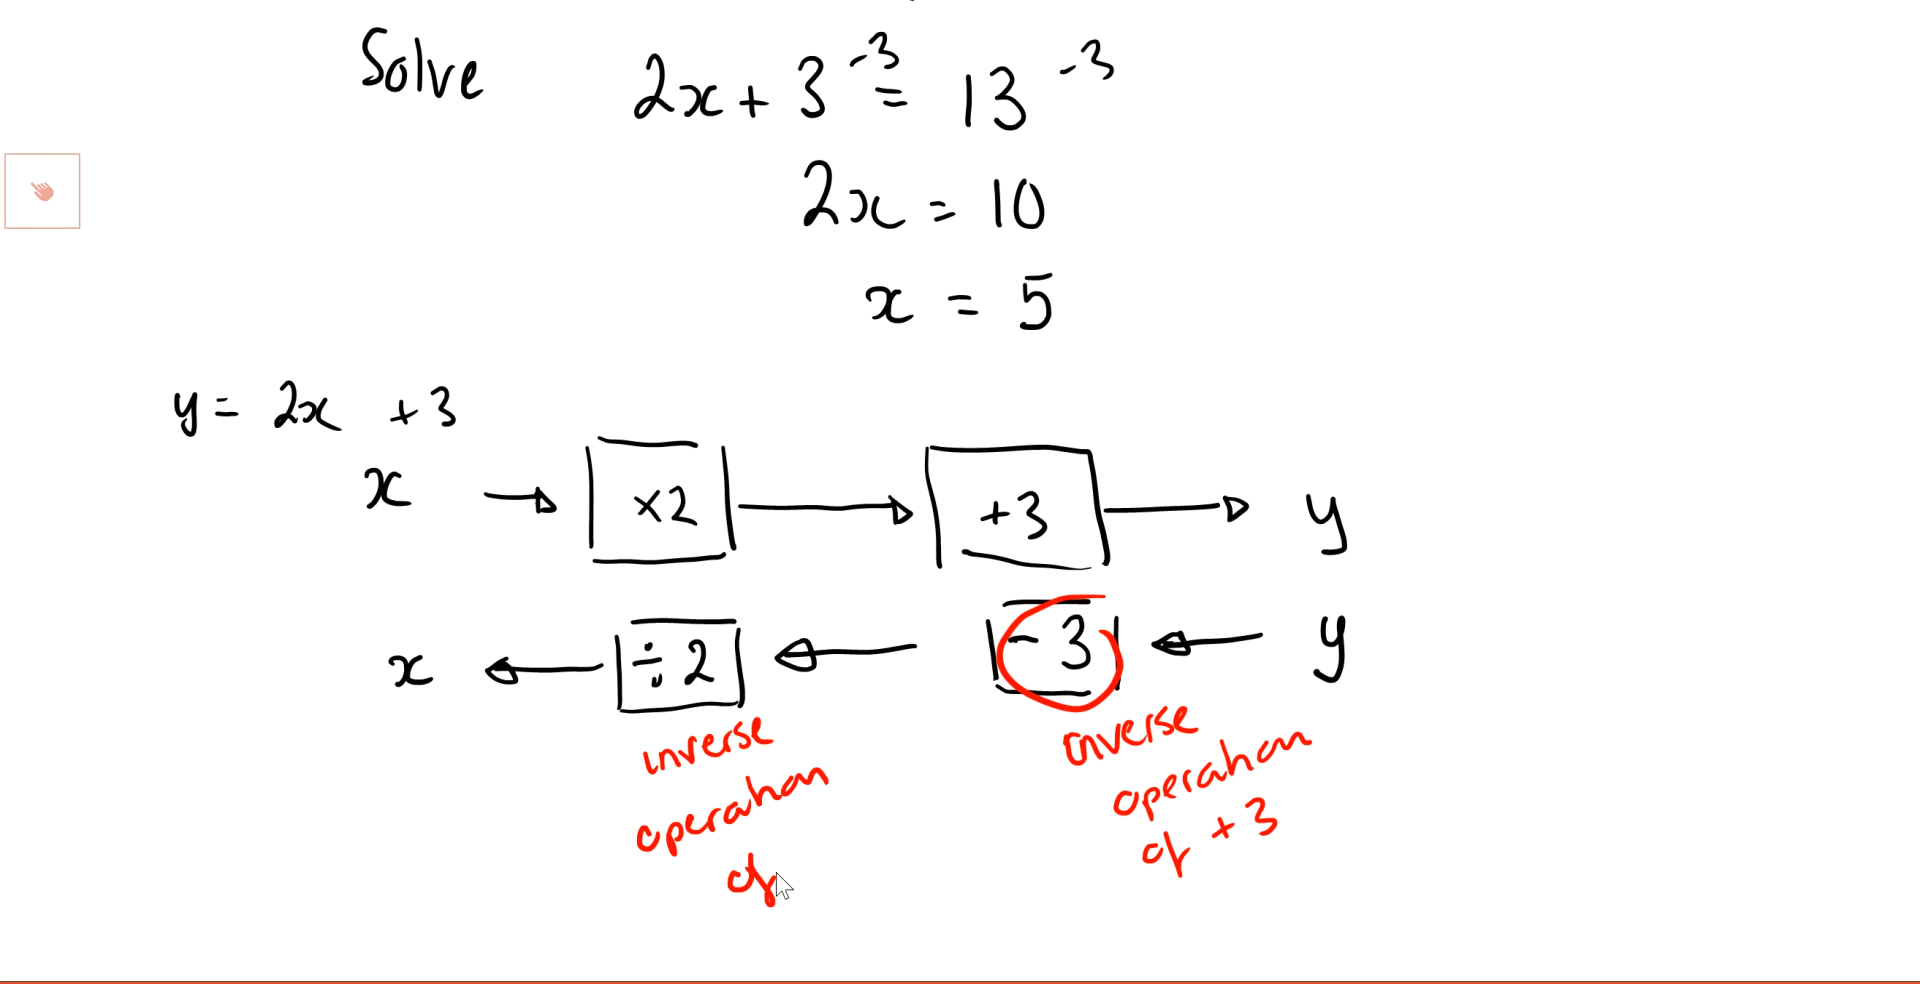 Solve 2x + 3 -3 = 13 -3
2x = 10
x = 5
y = 2x + 3
x → ×2 → +3 → y
x ← ÷2 ← -3 ← y
inverse
operation
of
inverse
operation
of +3